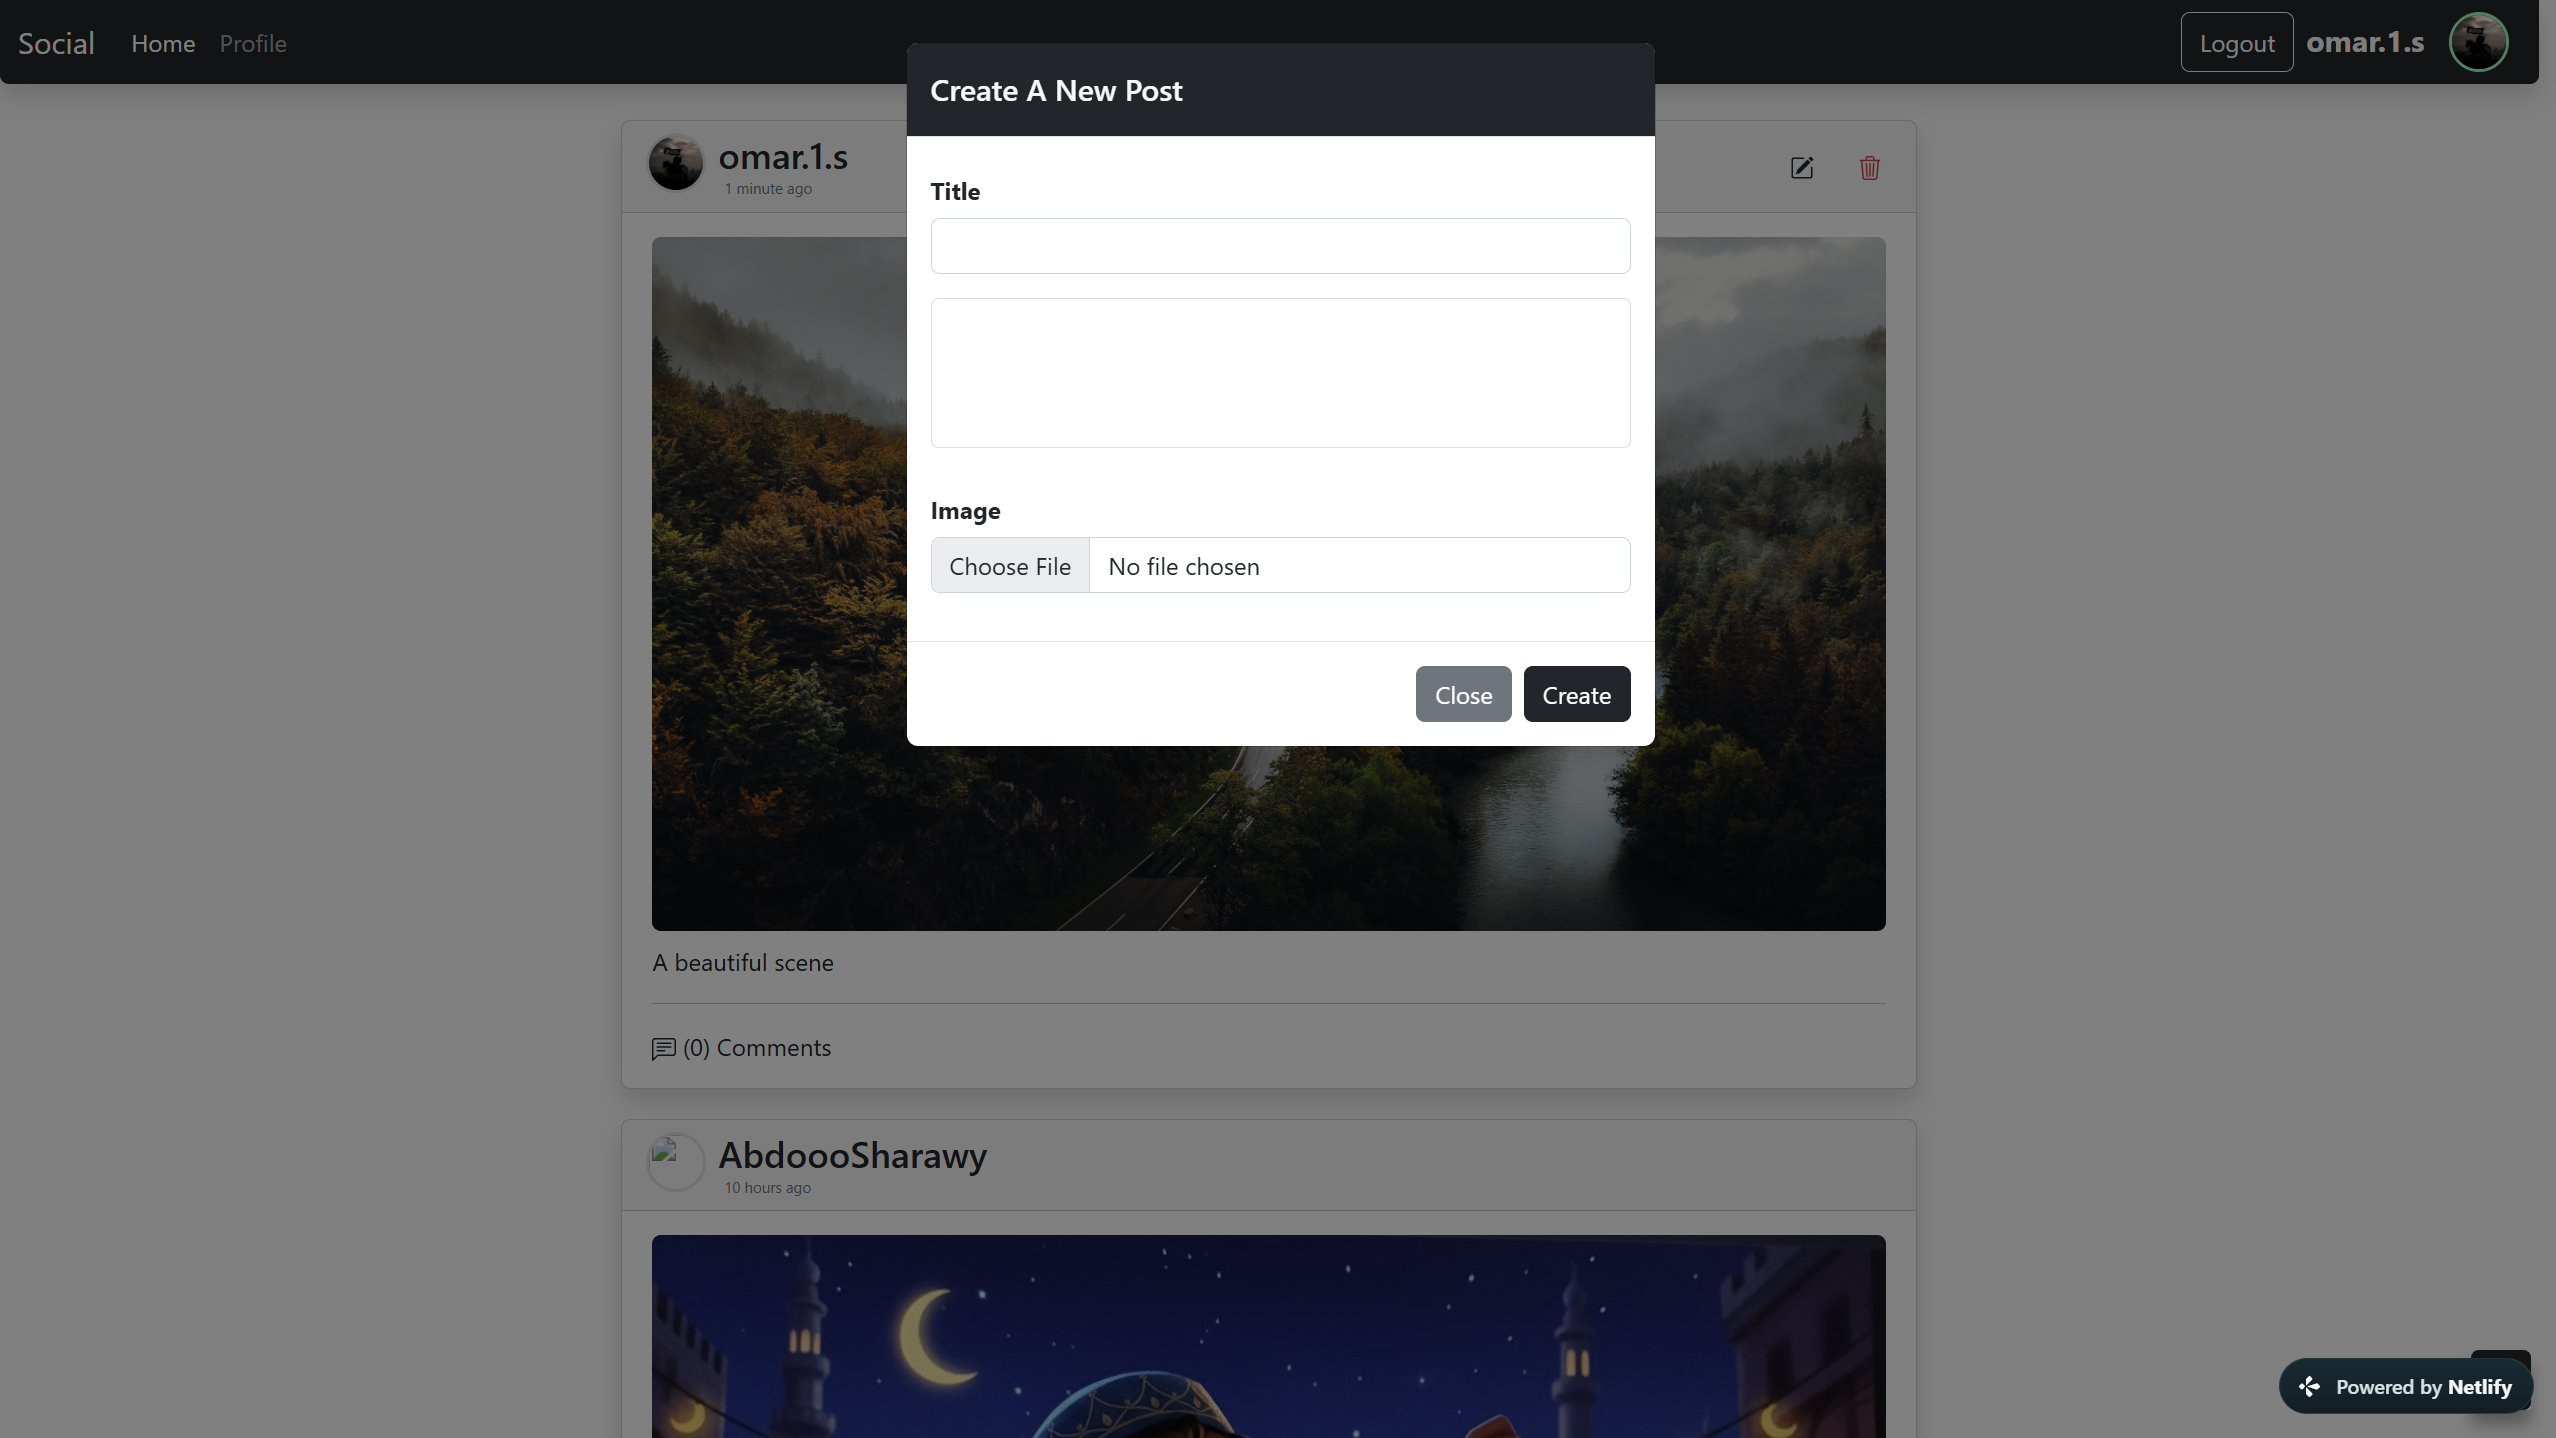 Social Home Profile Logout omar.1.s
Create A New Post
omar.1.s
1 minute ago
Title
Image
Choose File No file chosen
Close Create
A beautiful scene
(0) Comments
AbdoooSharawy
10 hours ago
Powered by Netlify